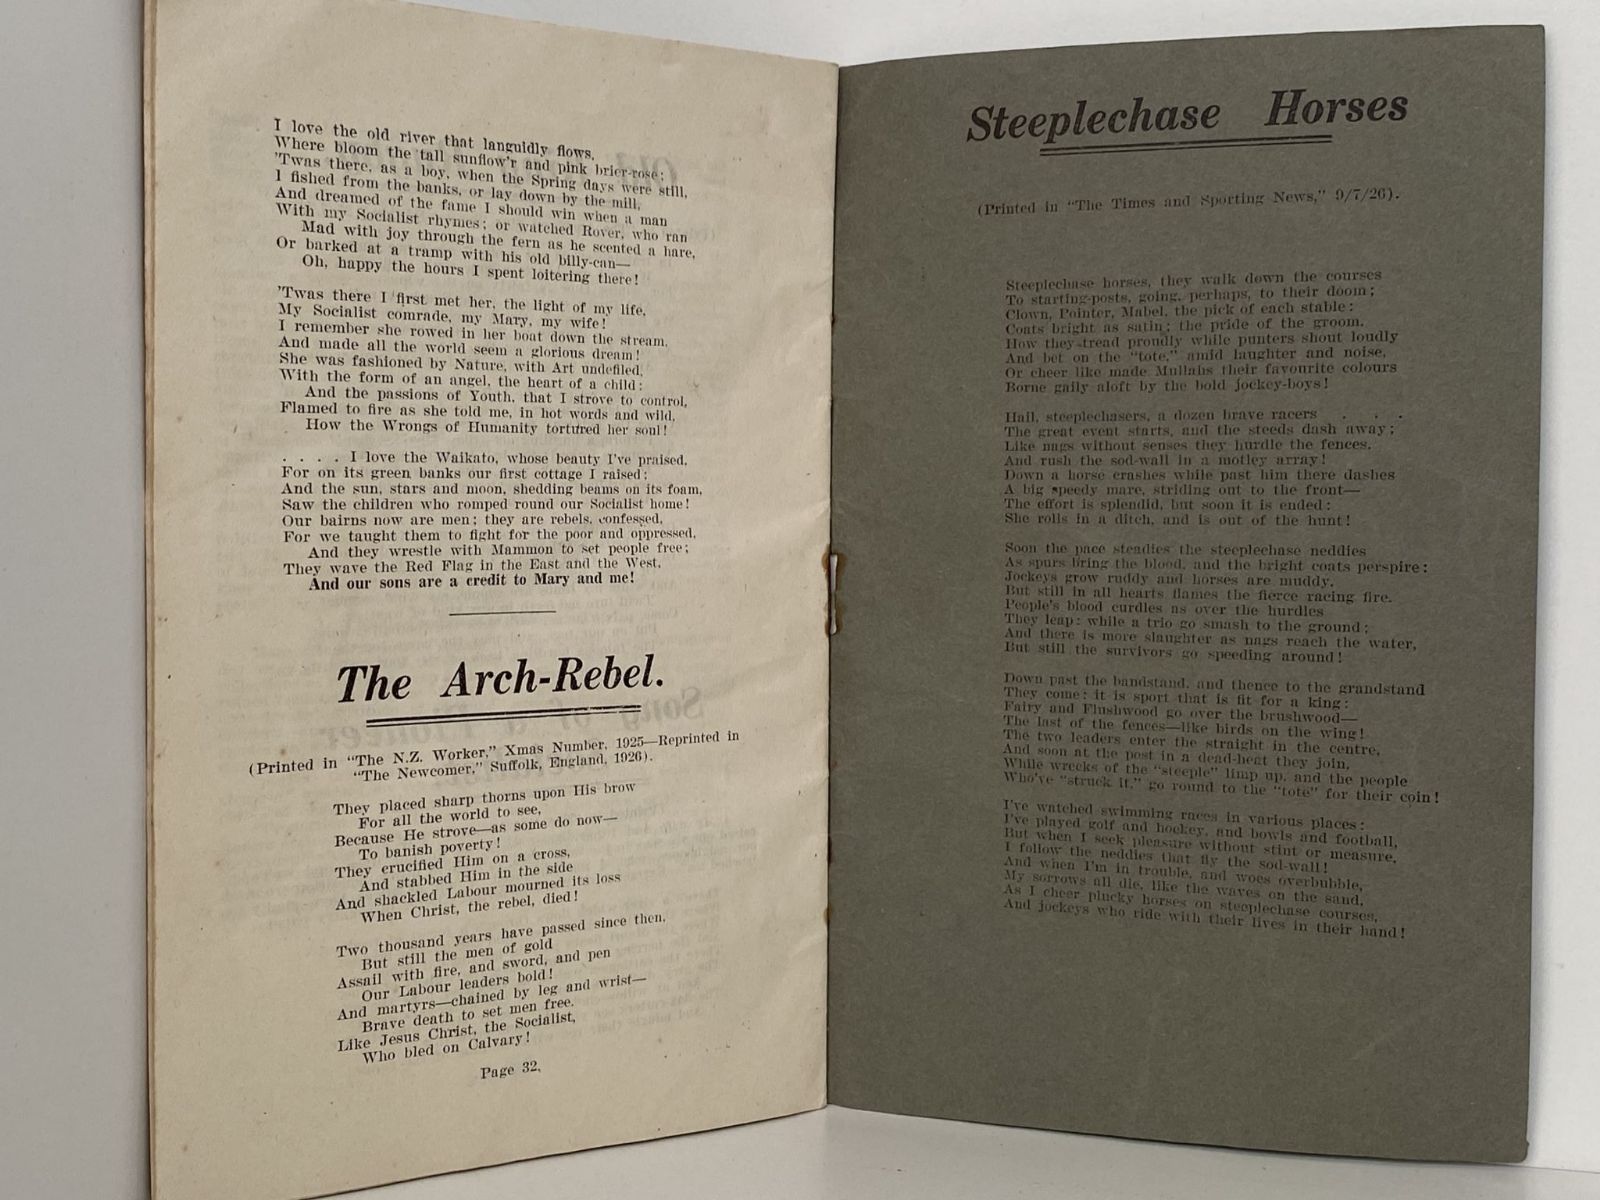 I love the old river that languidly flows,
Where bloom the tall sunflow'r and pink brier-rose;
'Twas there, as a boy, when the Spring days were still,
I fished from the banks, or lay down by the mill,
And dreamed of the fame I should win when a man
With my Socialist rhymes; or watched Rover, who ran
Mad with joy through the fern as he scented a hare,
Or barked at a tramp with his old billy-can—
Oh, happy the hours I spent loitering there!
'Twas there I first met her, the light of my life,
My Socialist comrade, my Mary, my wife!
I remember she rowed in her boat down the stream,
And made all the world seem a glorious dream!
She was fashioned by Nature, with Art undefiled,
With the form of an angel, the heart of a child;
And the passions of Youth, that I strove to control,
Flamed to fire as she told me, in hot words and wild,
How the Wrongs of Humanity tortured her soul!
. . . . I love the Waikato, whose beauty I've praised,
For on its green banks our first cottage I raised;
And the sun, stars and moon, shedding beams on its foam,
Saw the children who romped round our Socialist home!
Our bairns now are men; they are rebels, confessed,
For we taught them to fight for the poor and oppressed,
And they wrestle with Mammon to set people free;
They wave the Red Flag in the East and the West,
And our sons are a credit to Mary and me!
The Arch-Rebel.
(Printed in "The N.Z. Worker," Xmas Number, 1925—Reprinted in
"The Newcomer," Suffolk, England, 1926).
They placed sharp thorns upon His brow
For all the world to see,
Because He strove—as some do now—
To banish poverty!
They crucified Him on a cross,
And stabbed Him in the side
And shackled Labour mourned its loss
When Christ, the rebel, died!
Two thousand years have passed since then,
But still the men of gold
Assail with fire, and sword, and pen
Our Labour leaders bold!
And martyrs—chained by leg and wrist—
Brave death to set men free.
Like Jesus Christ, the Socialist,
Who bled on Calvary!
Page 32.
Steeplechase Horses
(Printed in "The Times and Sporting News," 9/7/26).
Steeplechase horses, they walk down the courses
To starting-posts, going, perhaps, to their doom;
Clown, Pointer, Mabel, the pick of each stable:
Coats bright as satin; the pride of the groom.
How they tread proudly while punters shout loudly
And bet on the "tote," amid laughter and noise,
Or cheer like made Mullahs their favourite colours
Borne gaily aloft by the bold jockey-boys!
Hail, steeplechasers, a dozen brave racers . . .
The great event starts, and the steeds dash away;
Like nags without senses they hurdle the fences,
And rush the sod-wall in a motley array!
Down a horse crashes while past him there dashes
A big speedy mare, striding out to the front—
The effort is splendid, but soon it is ended:
She rolls in a ditch, and is out of the hunt!
Soon the pace steadies the steeplechase neddies
As spurs bring the blood, and the bright coats perspire;
Jockeys grow ruddy and horses are muddy,
But still in all hearts flames the fierce racing fire.
People's blood curdles as over the hurdles
They leap; while a trio go smash to the ground;
And there is more slaughter as nags reach the water,
But still the survivors go speeding around!
Down past the bandstand, and thence to the grandstand
They come; it is sport that is fit for a king:
Fairy and Flushwood go over the brushwood—
The last of the fences—like birds on the wing!
The two leaders enter the straight in the centre,
And soon at the post in a dead-heat they join,
While wrecks of the "steeple" limp up, and the people
Who've "struck it," go round to the "tote" for their coin!
I've watched swimming races in various places;
I've played golf and hockey, and bowls and football,
But when I seek pleasure without stint or measure,
I follow the neddies that fly the sod-wall!
And when I'm in trouble, and woes overbubble,
My sorrows all die, like the waves on the sand,
As I cheer plucky horses on steeplechase courses,
And jockeys who ride with their lives in their hand!